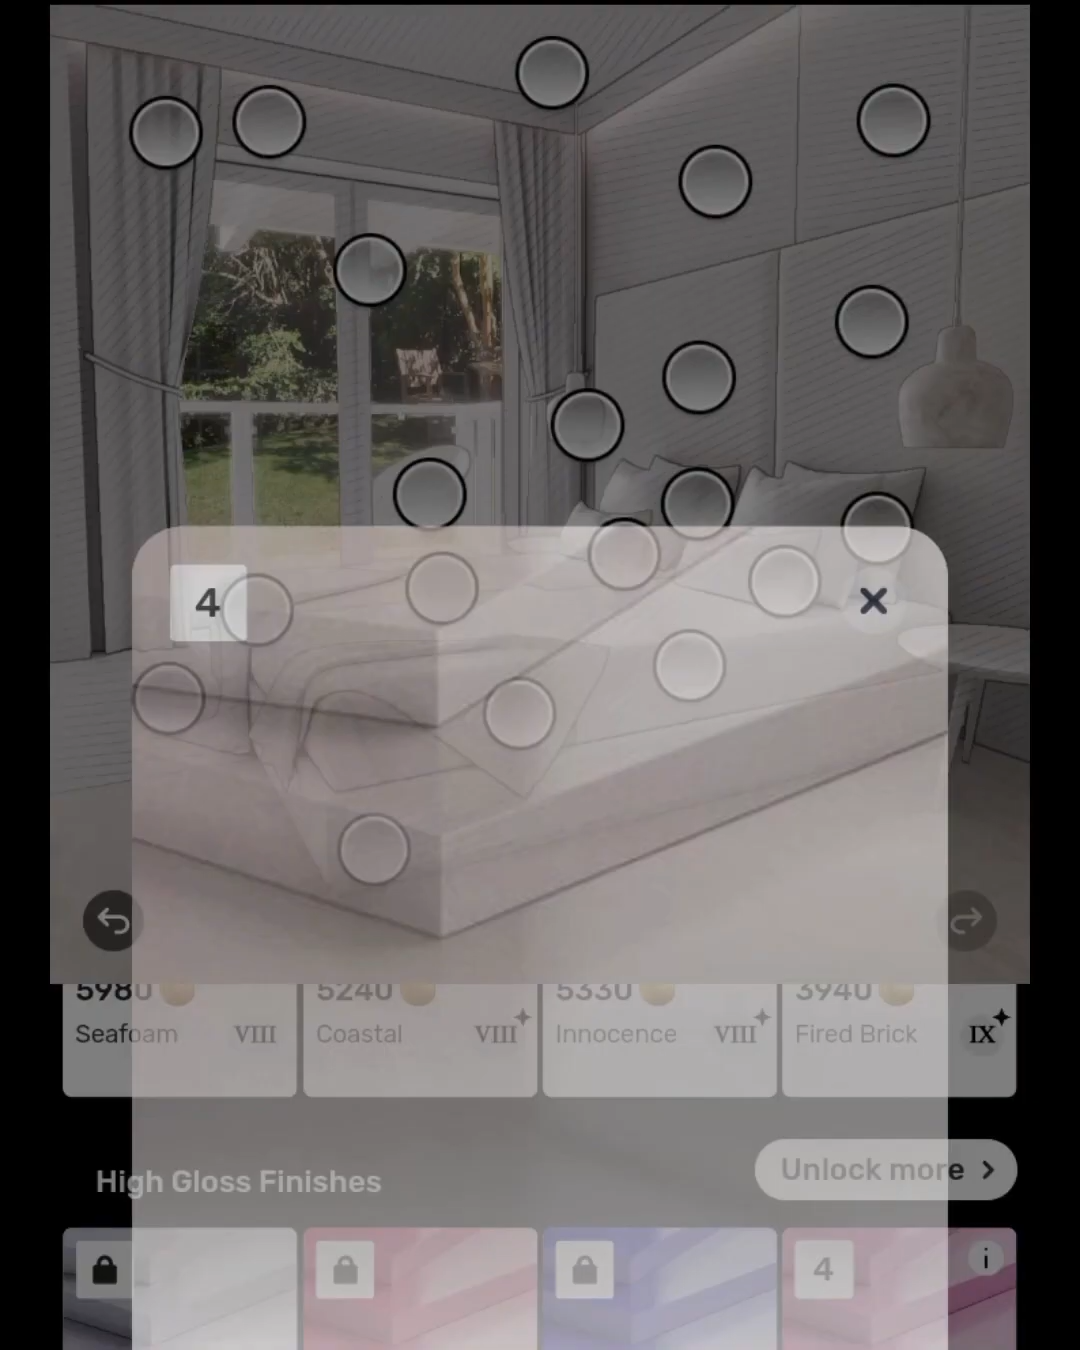 4
5980 5240 5330 3940
Seafoam VIII Coastal VIII Innocence VIII Fired Brick IX
High Gloss Finishes Unlock more
4 i